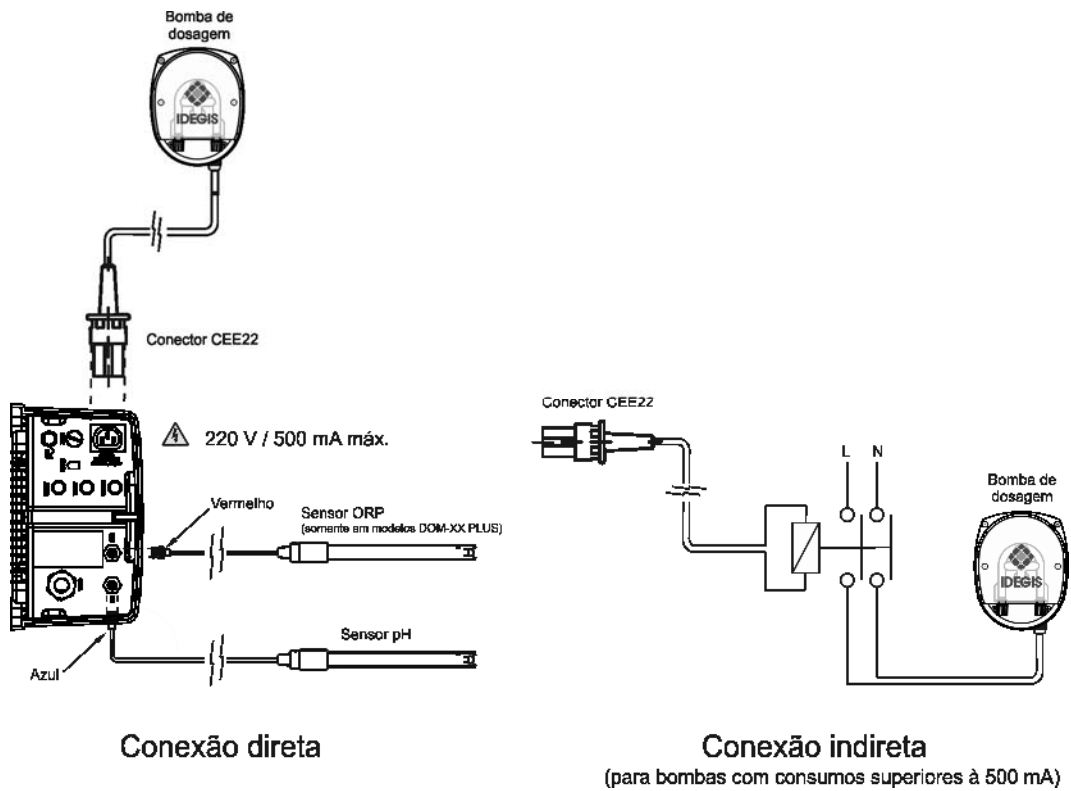 Bomba de
dosagem
IDEGIS
Conector CEE22
220 V / 500 mA máx.
Vermelho
Sensor ORP
(somente em modelos DOM-XX PLUS)
Sensor pH
Azul
Conexão direta
Conector CEE22
L N
Bomba de
dosagem
IDEGIS
Conexão indireta
(para bombas com consumos superiores à 500 mA)